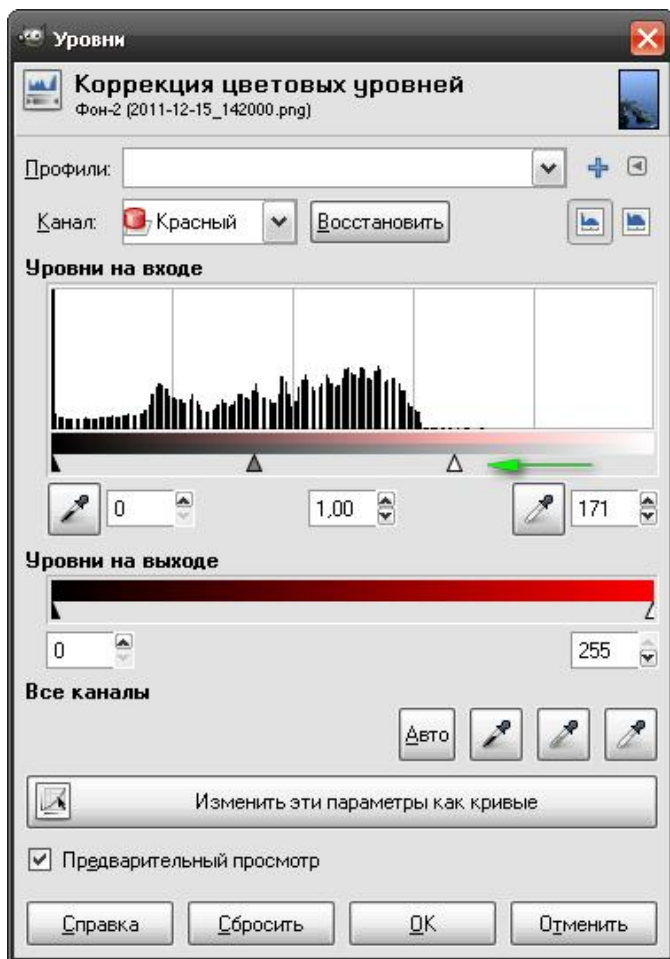 Уровни
Коррекция цветовых уровней
Фон-2 (2011-12-15_142000.png)
Профили:
Канал: Красный Восстановить
Уровни на входе
0 1,00 171
Уровни на выходе
0 255
Все каналы
Авто
Изменить эти параметры как кривые
Предварительный просмотр
Справка Сбросить OK Отменить